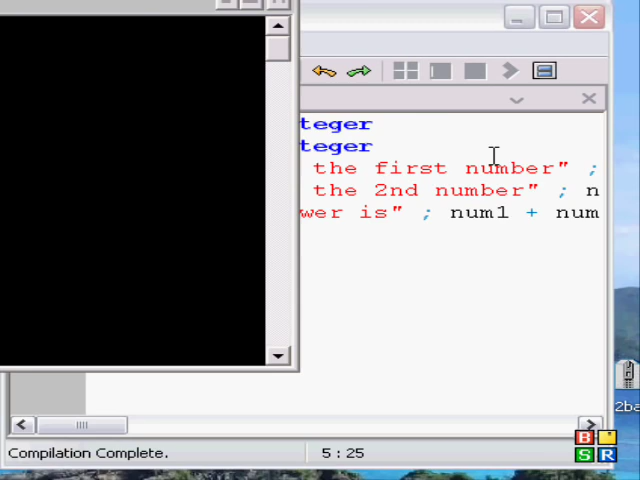 teger
teger
the first number" ;
the 2nd number" ; n
wer is" ; num1 + num
2ba
B
S R
Compilation Complete. 5 : 25